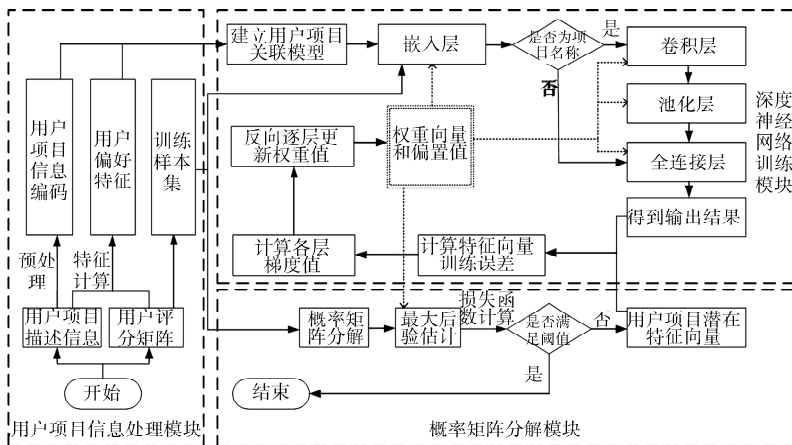 建立用户项目
关联模型
嵌入层
是否为项
目名称
是
否
卷积层
池化层
全连接层
得到输出结果
深度
神经
网络
训练
模块
用户
项目
信息
编码
用户
偏好
特征
训练
样本
集
反向逐层更
新权重值
权重向量
和偏置值
计算各层
梯度值
计算特征向量
训练误差
预处
理
特征
计算
用户项目
描述信息
用户评
分矩阵
开始
用户项目信息处理模块
概率矩
阵分解
最大后
验估计
损失函
数计算
是否满
足阈值
否
是
用户项目潜在
特征向量
结束
概率矩阵分解模块